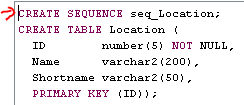 CREATE SEQUENCE seq_Location;
CREATE TABLE Location (
ID number(5) NOT NULL,
Name varchar2(200),
Shortname varchar2(50),
PRIMARY KEY (ID));